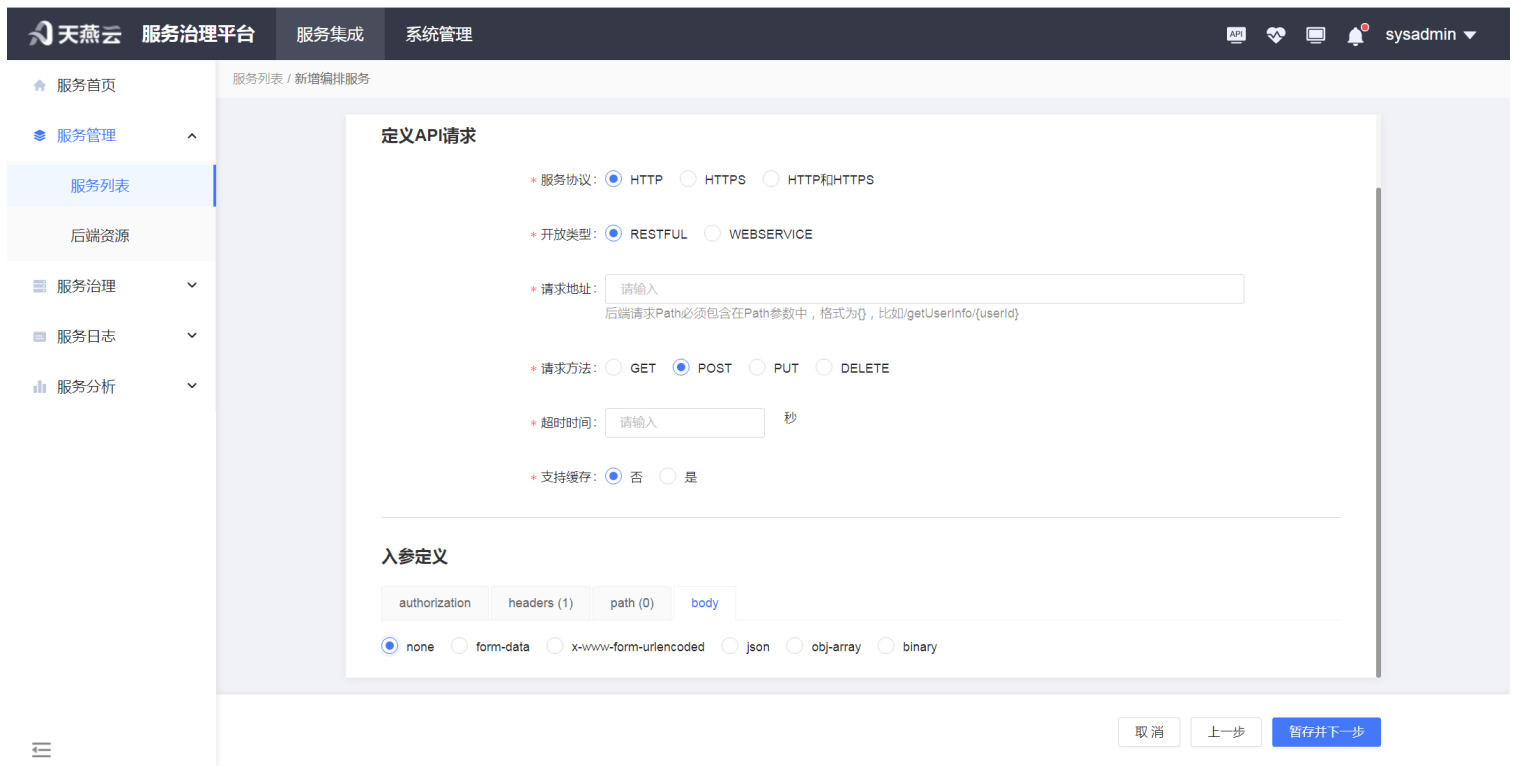 天燕云 服务治理平台 服务集成 系统管理 API sysadmin
服务首页
服务管理
服务列表
后端资源
服务治理
服务日志
服务分析
服务列表 / 新增编排服务
定义API请求
* 服务协议: HTTP HTTPS HTTP和HTTPS
* 开放类型: RESTFUL WEBSERVICE
* 请求地址: 请输入
后端请求Path必须包含在Path参数中，格式为{}，比如/getUserInfo/{userId}
* 请求方法: GET POST PUT DELETE
* 超时时间: 请输入 秒
* 支持缓存: 否 是
入参定义
authorization headers (1) path (0) body
none form-data x-www-form-urlencoded json obj-array binary
取 消 上一步 暂存并下一步